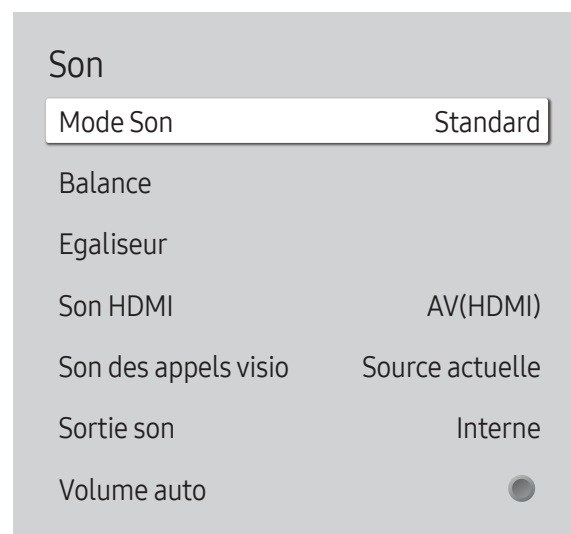 Son
Mode Son Standard
Balance
Egaliseur
Son HDMI AV(HDMI)
Son des appels visio Source actuelle
Sortie son Interne
Volume auto